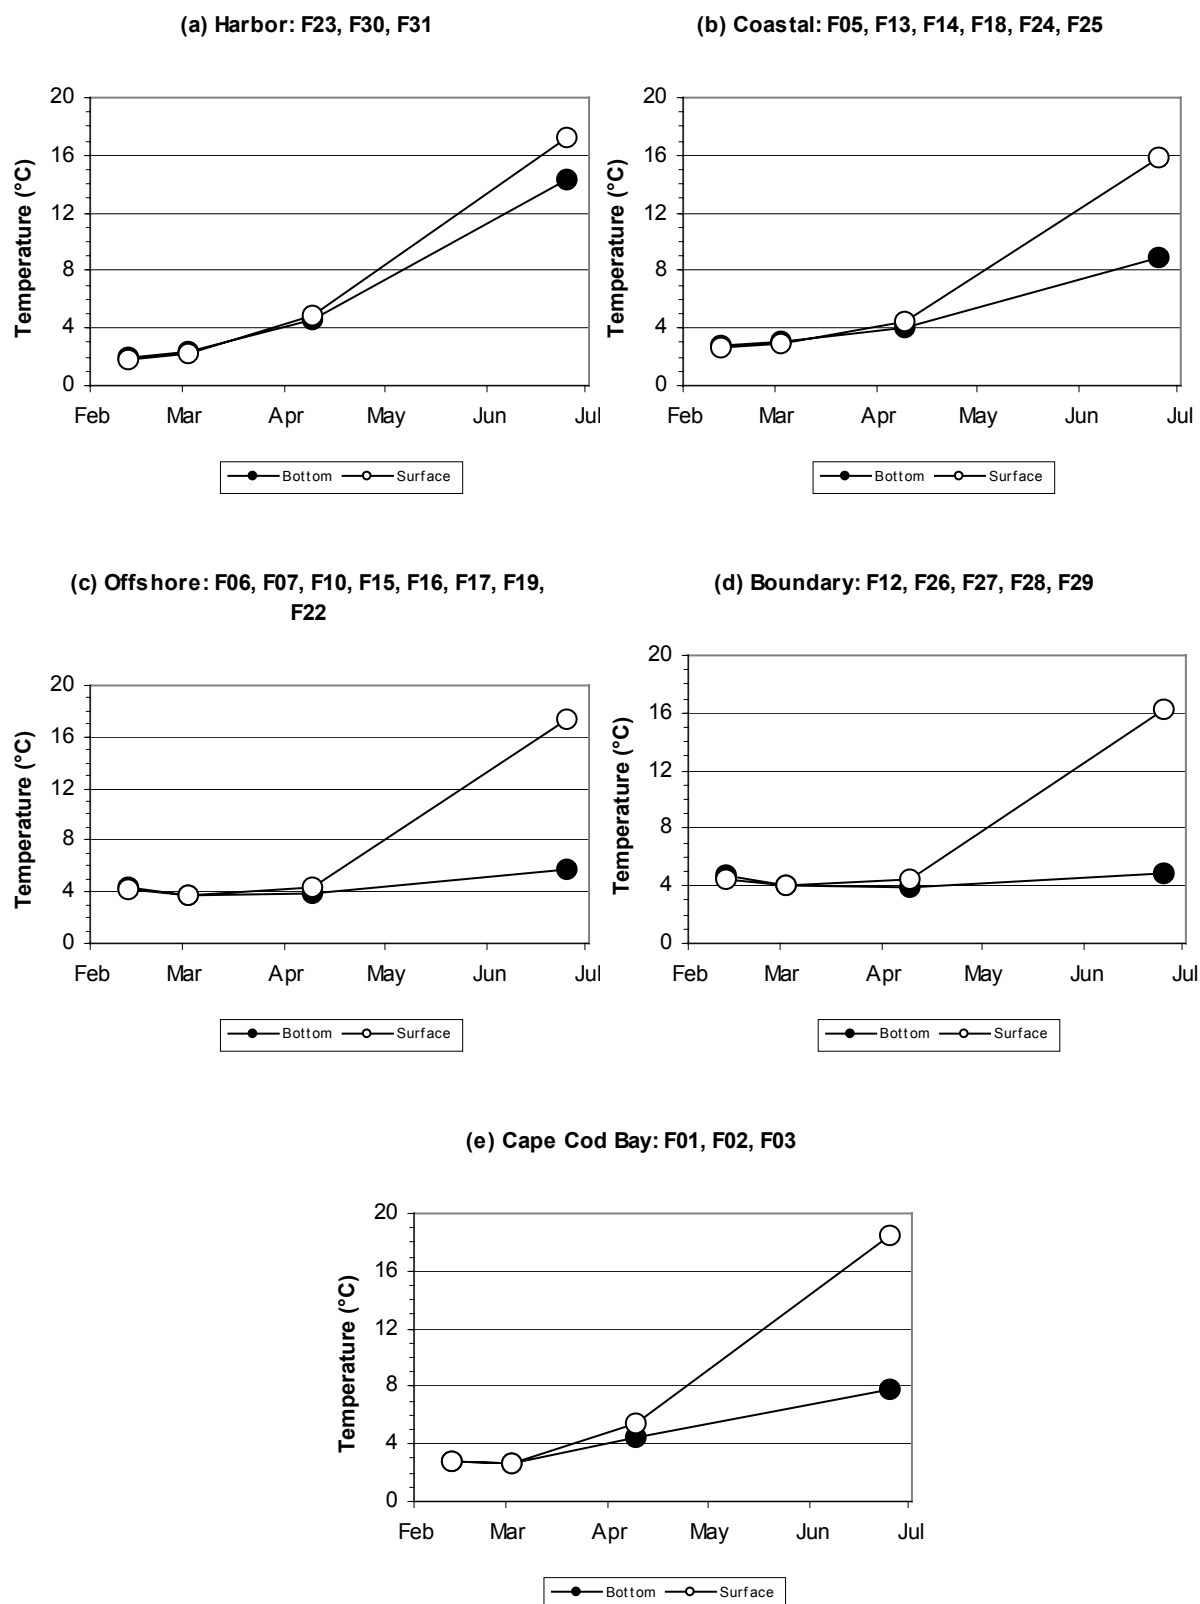 (a) Harbor: F23, F30, F31
20
16
12
8
4
0
Temperature (°C)
Feb Mar Apr May Jun Jul
Bottom Surface
(b) Coastal: F05, F13, F14, F18, F24, F25
20
16
12
8
4
0
Temperature (°C)
Feb Mar Apr May Jun Jul
Bottom Surface
(c) Offshore: F06, F07, F10, F15, F16, F17, F19,
F22
20
16
12
8
4
0
Temperature (°C)
Feb Mar Apr May Jun Jul
Bottom Surface
(d) Boundary: F12, F26, F27, F28, F29
20
16
12
8
4
0
Temperature (°C)
Feb Mar Apr May Jun Jul
Bottom Surface
(e) Cape Cod Bay: F01, F02, F03
20
16
12
8
4
0
Temperature (°C)
Feb Mar Apr May Jun Jul
Bottom Surface